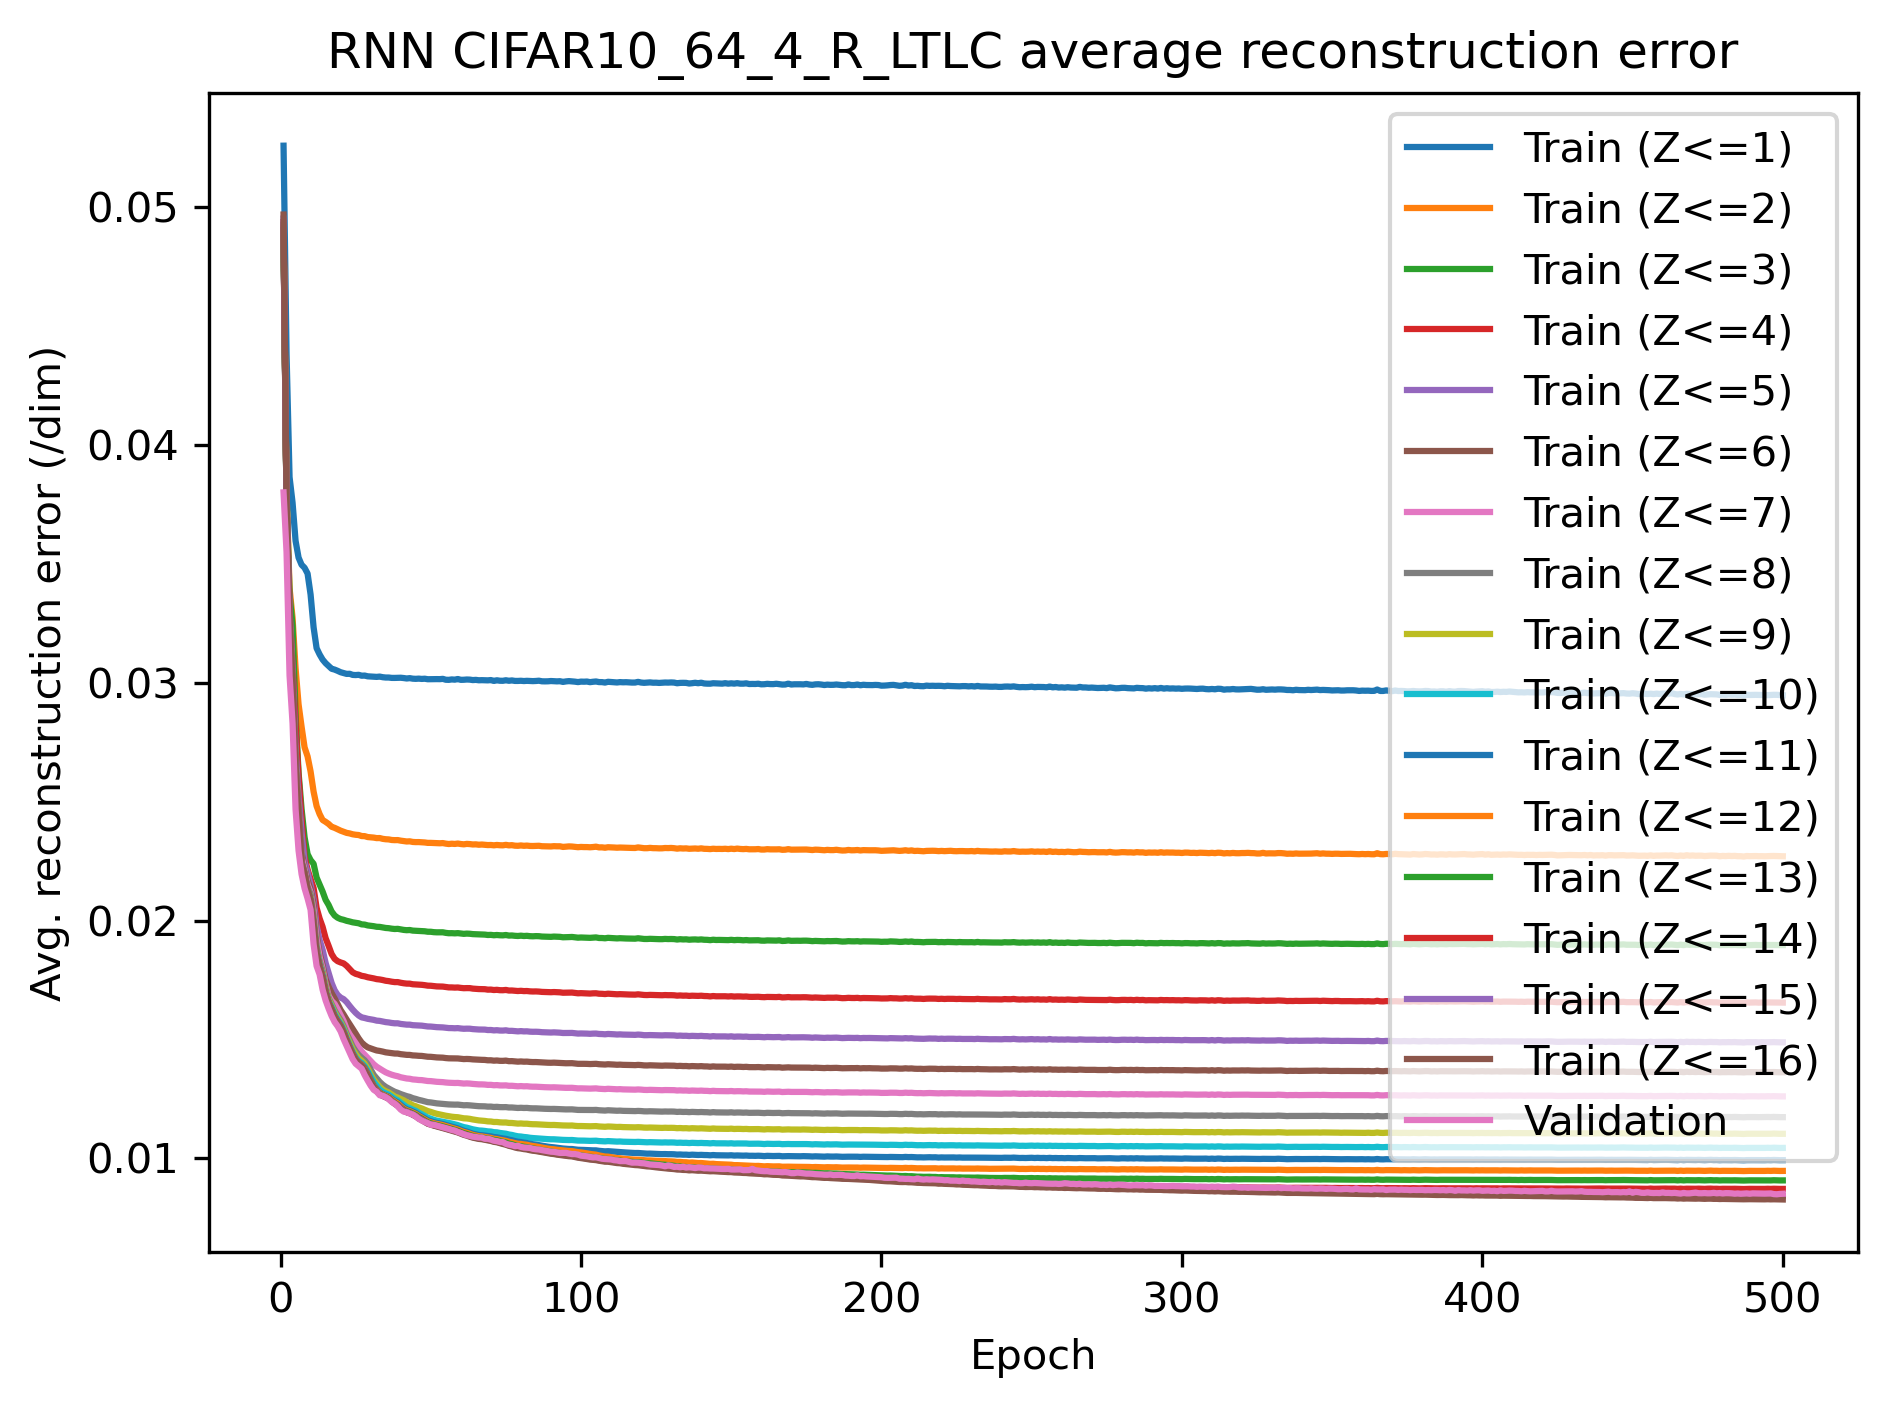 RNN CIFAR10_64_4_R_LTLC average reconstruction error
Avg. reconstruction error (/dim)
0.05
0.04
0.03
0.02
0.01
Train (Z<=1)
Train (Z<=2)
Train (Z<=3)
Train (Z<=4)
Train (Z<=5)
Train (Z<=6)
Train (Z<=7)
Train (Z<=8)
Train (Z<=9)
Train (Z<=10)
Train (Z<=11)
Train (Z<=12)
Train (Z<=13)
Train (Z<=14)
Train (Z<=15)
Train (Z<=16)
Validation
0 100 200 300 400 500
Epoch